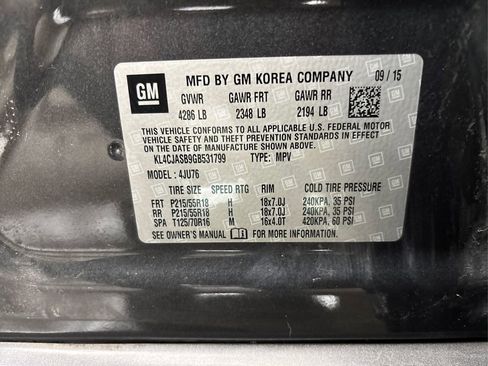 GM MFD BY GM KOREA COMPANY 09 / 15
GVWR GAWR FRT GAWR RR
4286 LB 2348 LB 2194 LB
THIS VEHICLE CONFORMS TO ALL APPLICABLE U.S. FEDERAL MOTOR
VEHICLE SAFETY, BUMPER, AND THEFT PREVENTION STANDARDS
IN EFFECT ON THE DATE OF MANUFACTURE SHOWN ABOVE.
KL4CJASB9GB531799 TYPE: MPV
MODEL : 4JU76
TIRE SIZE SPEED RTG RIM COLD TIRE PRESSURE
FRT P215/55R18 H 18x7.0J 240KPA, 35 PSI
RR P215/55R18 H 18x7.0J 240KPA, 35 PSI
SPA T125/70R16 M 16x4.0T 420KPA, 60 PSI
SEE OWNER'S MANUAL FOR MORE INFORMATION.